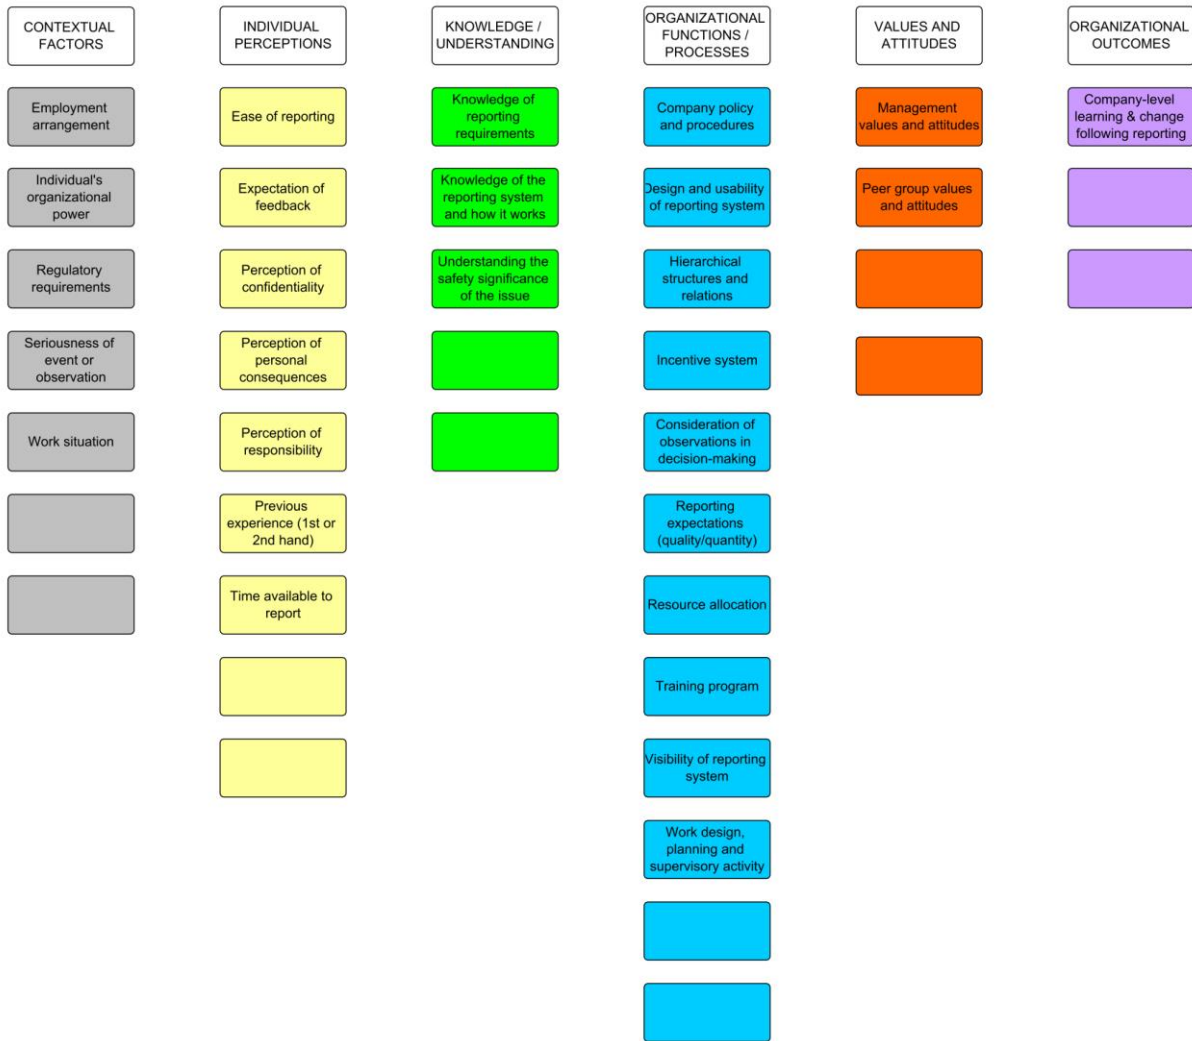 CONTEXTUAL
FACTORS
INDIVIDUAL
PERCEPTIONS
KNOWLEDGE /
UNDERSTANDING
ORGANIZATIONAL
FUNCTIONS /
PROCESSES
VALUES AND
ATTITUDES
ORGANIZATIONAL
OUTCOMES
Employment
arrangement
Individual's
organizational
power
Regulatory
requirements
Seriousness of
event or
observation
Work situation
Ease of reporting
Expectation of
feedback
Perception of
confidentiality
Perception of
personal
consequences
Perception of
responsibility
Previous
experience (1st or
2nd hand)
Time available to
report
Knowledge of
reporting
requirements
Knowledge of the
reporting system
and how it works
Understanding the
safety significance
of the issue
Company policy
and procedures
Design and usability
of reporting system
Hierarchical
structures and
relations
Incentive system
Consideration of
observations in
decision-making
Reporting
expectations
(quality/quantity)
Resource allocation
Training program
Visibility of reporting
system
Work design,
planning and
supervisory activity
Management
values and attitudes
Peer group values
and attitudes
Company-level
learning & change
following reporting